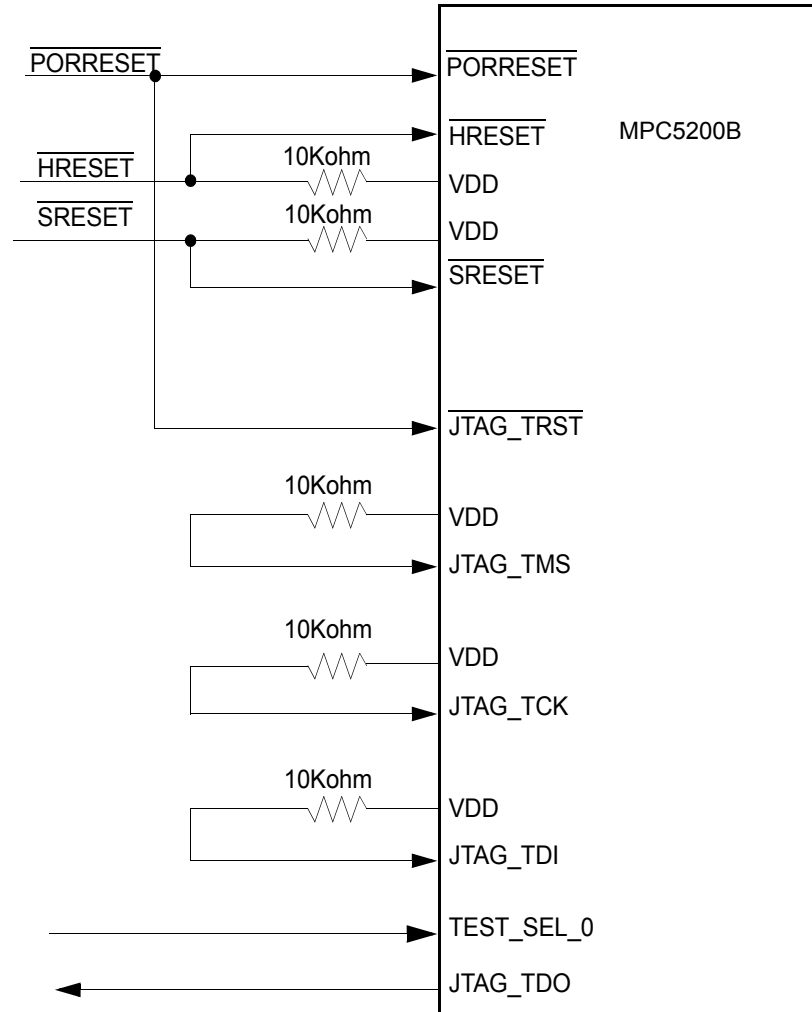 PORRESET
PORRESET
HRESET
MPC5200B
10Kohm
HRESET
VDD
10Kohm
SRESET
VDD
SRESET
JTAG_TRST
10Kohm
VDD
JTAG_TMS
10Kohm
VDD
JTAG_TCK
10Kohm
VDD
JTAG_TDI
TEST_SEL_0
JTAG_TDO